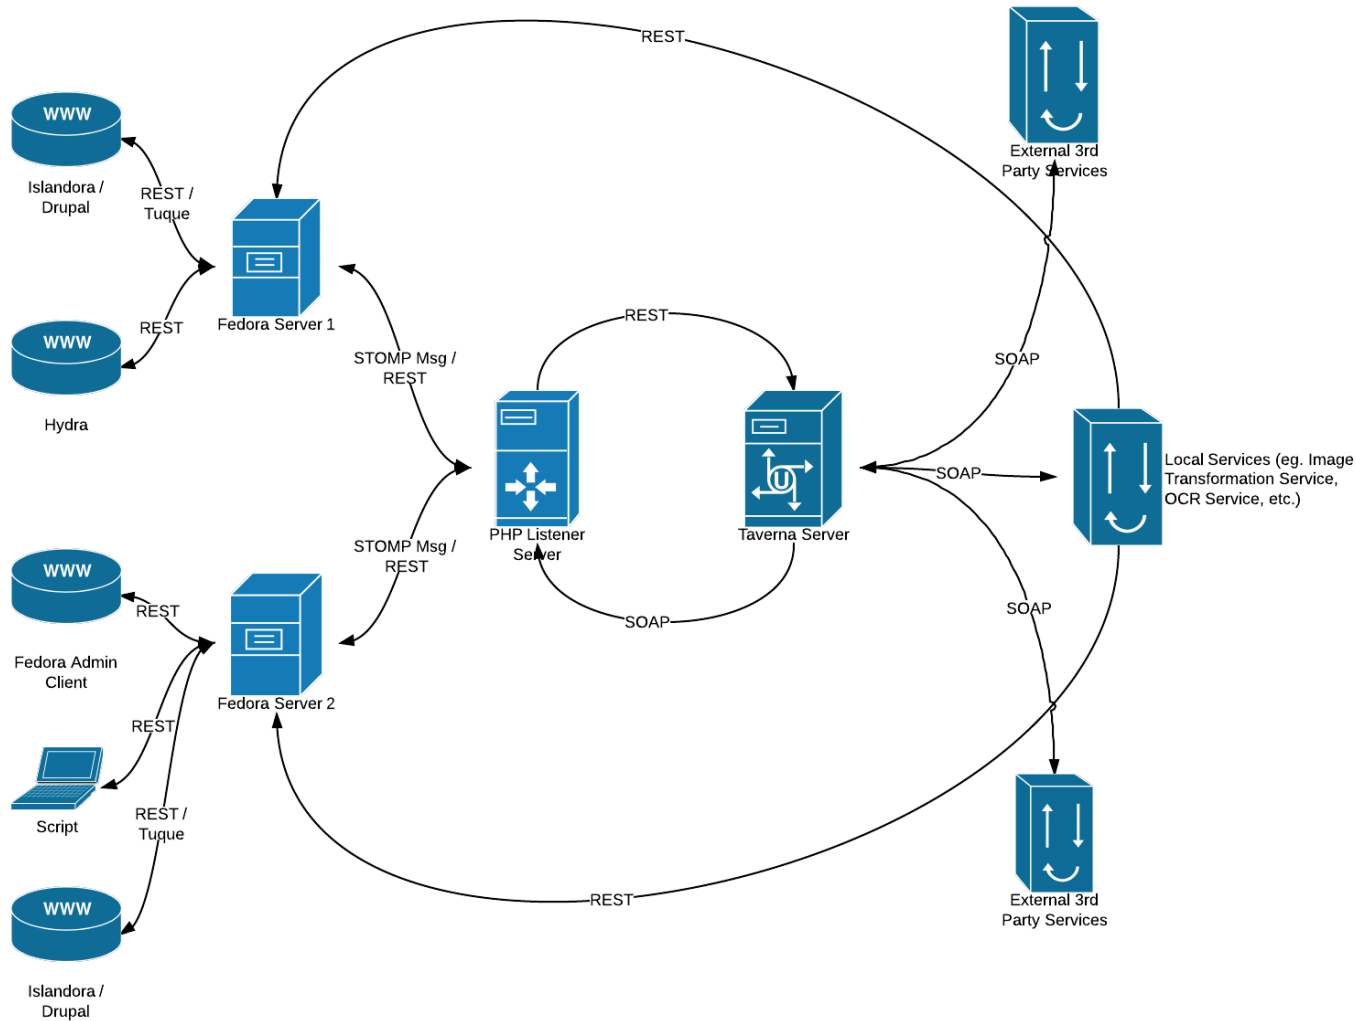 REST
External 3rd
Party Services
WWW
Islandora /
Drupal
REST /
Tuque
Fedora Server 1
REST
WWW
Hydra
STOMP Msg /
REST
REST
SOAP
PHP Listener
Server
Taverna Server
U
SOAP
Local Services (eg. Image
Transformation Service,
OCR Service, etc.)
STOMP Msg /
REST
SOAP
SOAP
WWW
Fedora Admin
Client
REST
Fedora Server 2
REST
Script
REST /
Tuque
REST
External 3rd
Party Services
WWW
Islandora /
Drupal